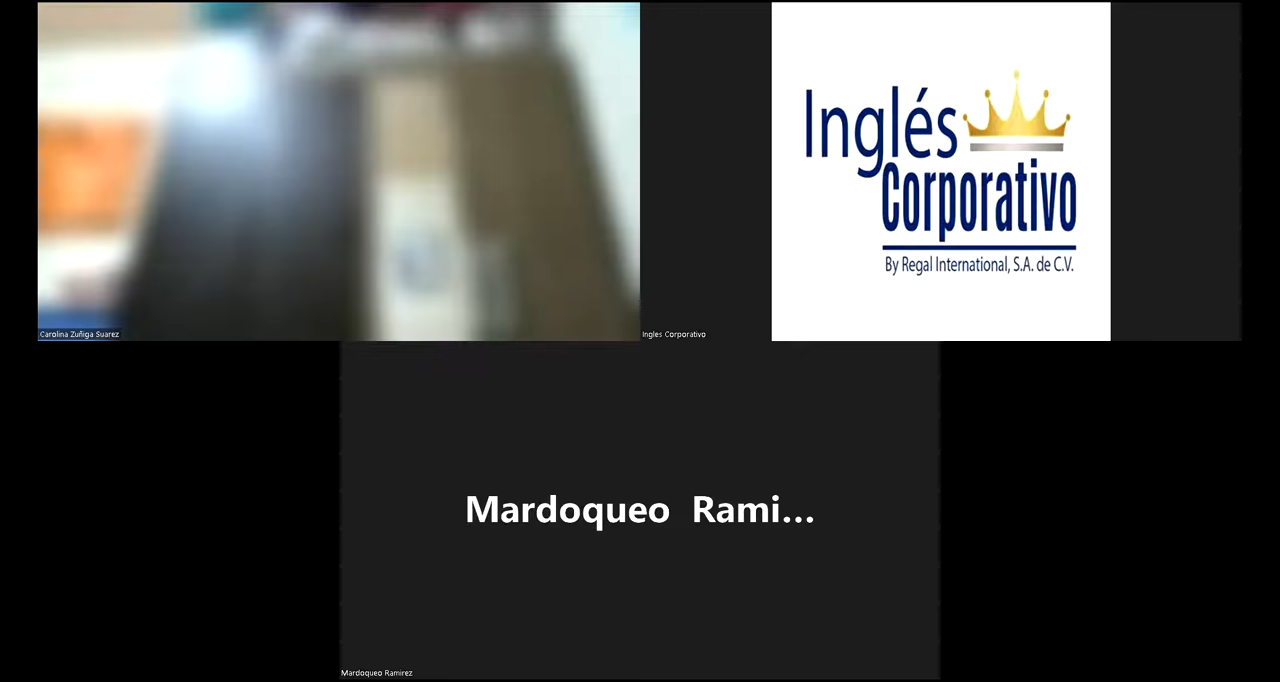 Inglés
Corporativo
By Regal International, S.A. de C.V.
Carolina Zuñiga Suarez
Ingles Corporativo
Mardoqueo Rami...
Mardoqueo Ramirez